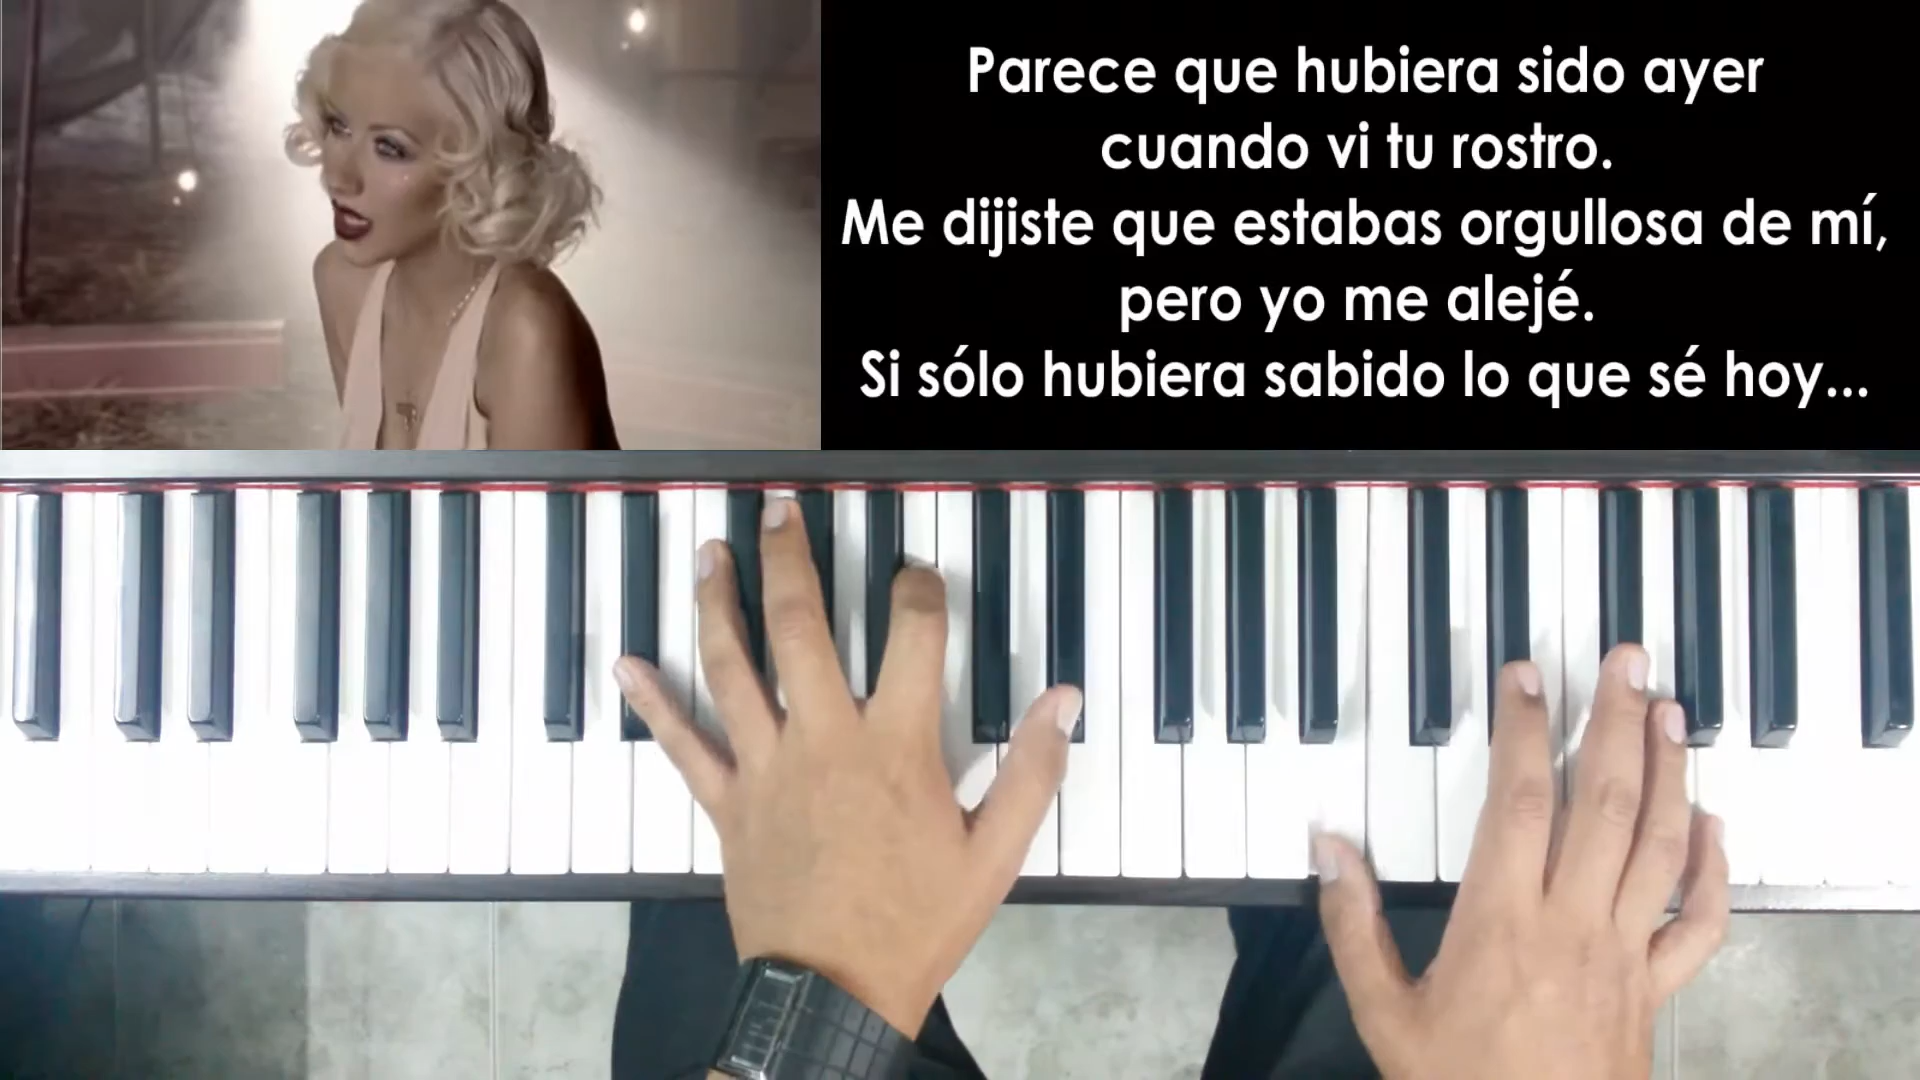 Parece que hubiera sido ayer
cuando vi tu rostro.
Me dijiste que estabas orgullosa de mí,
pero yo me alejé.
Si sólo hubiera sabido lo que sé hoy...